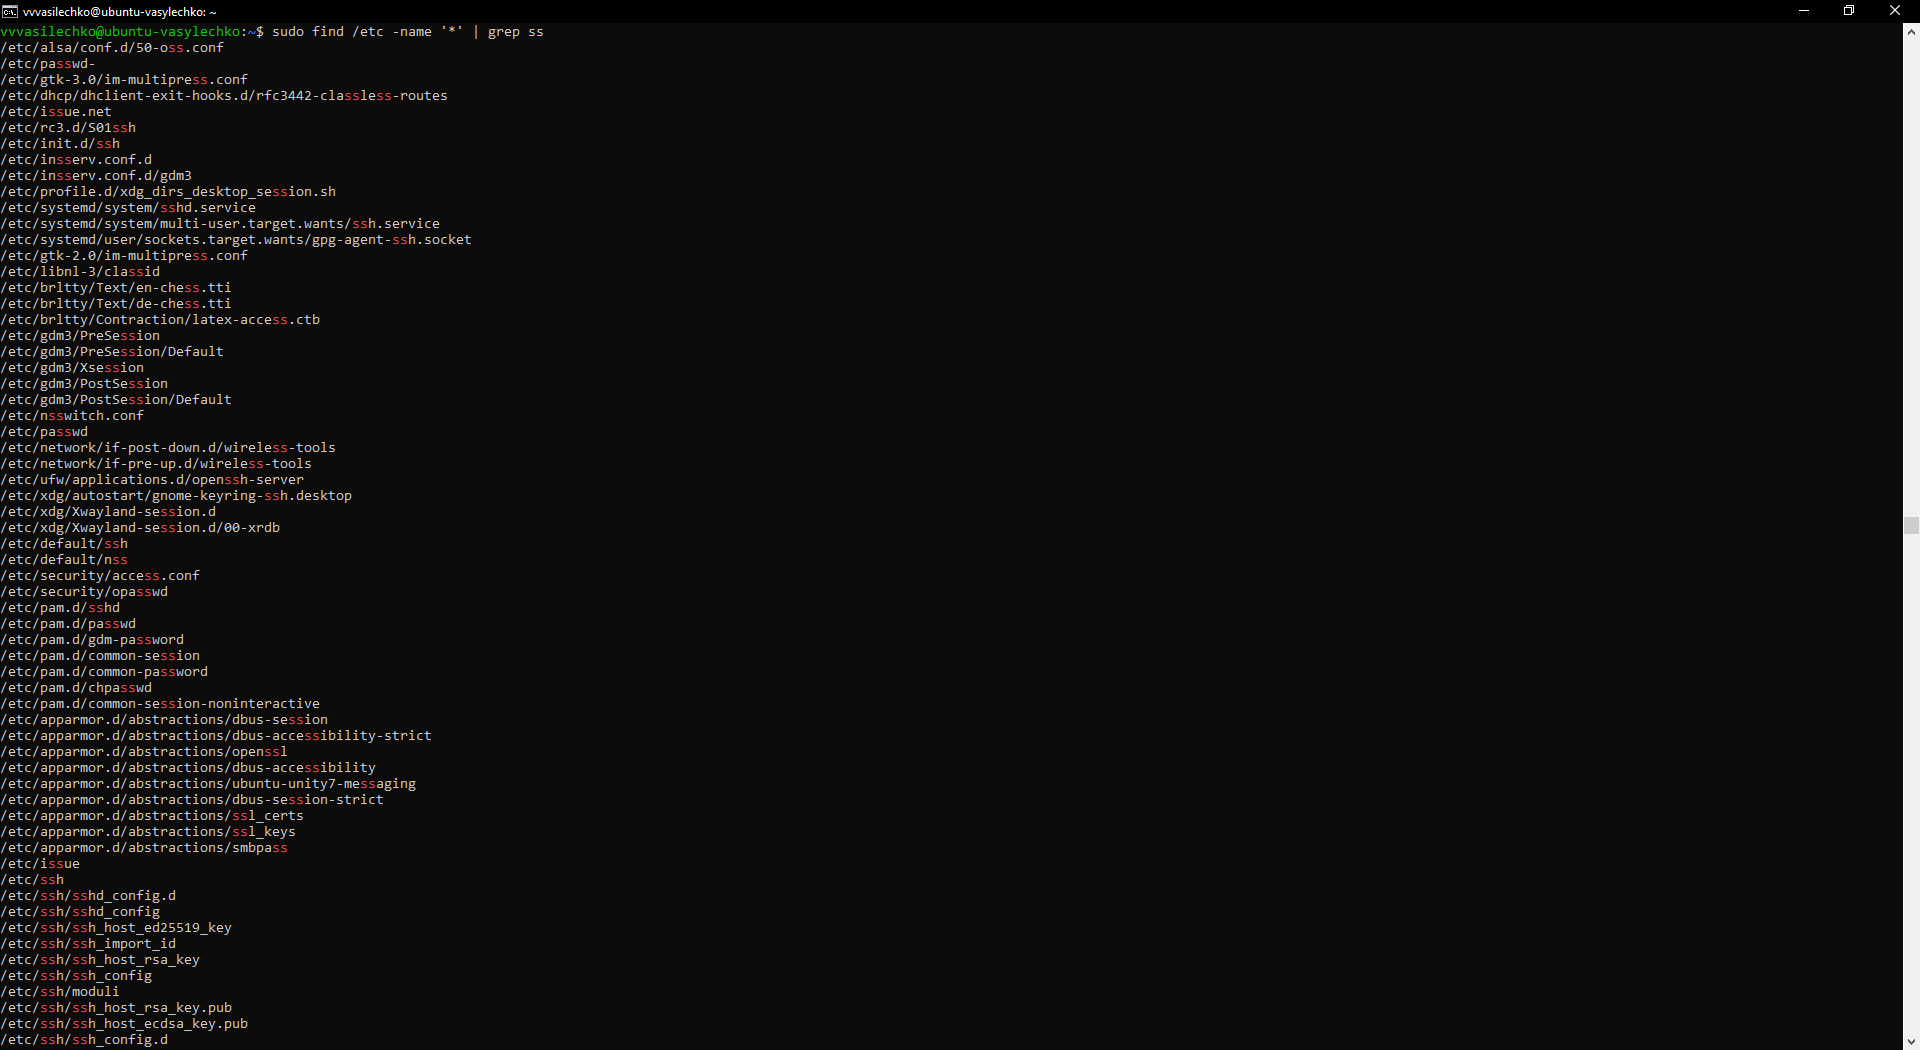 vvvasilechko@ubuntu-vasylechko: ~
vvvasilechko@ubuntu-vasylechko:~$ sudo find /etc -name '*' | grep ss
/etc/alsa/conf.d/50-oss.conf
/etc/passwd-
/etc/gtk-3.0/im-multipress.conf
/etc/dhcp/dhclient-exit-hooks.d/rfc3442-classless-routes
/etc/issue.net
/etc/rc3.d/S01ssh
/etc/init.d/ssh
/etc/insserv.conf.d
/etc/insserv.conf.d/gdm3
/etc/profile.d/xdg_dirs_desktop_session.sh
/etc/systemd/system/sshd.service
/etc/systemd/system/multi-user.target.wants/ssh.service
/etc/systemd/user/sockets.target.wants/gpg-agent-ssh.socket
/etc/gtk-2.0/im-multipress.conf
/etc/libnl-3/classid
/etc/brltty/Text/en-chess.tti
/etc/brltty/Text/de-chess.tti
/etc/brltty/Contraction/latex-access.ctb
/etc/gdm3/PreSession
/etc/gdm3/PreSession/Default
/etc/gdm3/Xsession
/etc/gdm3/PostSession
/etc/gdm3/PostSession/Default
/etc/nsswitch.conf
/etc/passwd
/etc/network/if-post-down.d/wireless-tools
/etc/network/if-pre-up.d/wireless-tools
/etc/ufw/applications.d/openssh-server
/etc/xdg/autostart/gnome-keyring-ssh.desktop
/etc/xdg/Xwayland-session.d
/etc/xdg/Xwayland-session.d/00-xrdb
/etc/default/ssh
/etc/default/nss
/etc/security/access.conf
/etc/security/opasswd
/etc/pam.d/sshd
/etc/pam.d/passwd
/etc/pam.d/gdm-password
/etc/pam.d/common-session
/etc/pam.d/common-password
/etc/pam.d/chpasswd
/etc/pam.d/common-session-noninteractive
/etc/apparmor.d/abstractions/dbus-session
/etc/apparmor.d/abstractions/dbus-accessibility-strict
/etc/apparmor.d/abstractions/openssl
/etc/apparmor.d/abstractions/dbus-accessibility
/etc/apparmor.d/abstractions/ubuntu-unity7-messaging
/etc/apparmor.d/abstractions/dbus-session-strict
/etc/apparmor.d/abstractions/ssl_certs
/etc/apparmor.d/abstractions/ssl_keys
/etc/apparmor.d/abstractions/smbpass
/etc/issue
/etc/ssh
/etc/ssh/sshd_config.d
/etc/ssh/sshd_config
/etc/ssh/ssh_host_ed25519_key
/etc/ssh/ssh_import_id
/etc/ssh/ssh_host_rsa_key
/etc/ssh/ssh_config
/etc/ssh/moduli
/etc/ssh/ssh_host_rsa_key.pub
/etc/ssh/ssh_host_ecdsa_key.pub
/etc/ssh/ssh_config.d